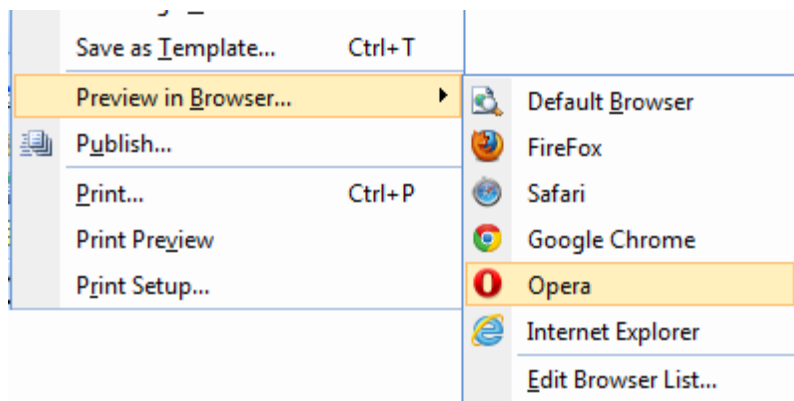 Save as Template... Ctrl+T
Preview in Browser...
Publish...
Print... Ctrl+P
Print Preview
Print Setup...
Default Browser
FireFox
Safari
Google Chrome
Opera
Internet Explorer
Edit Browser List...